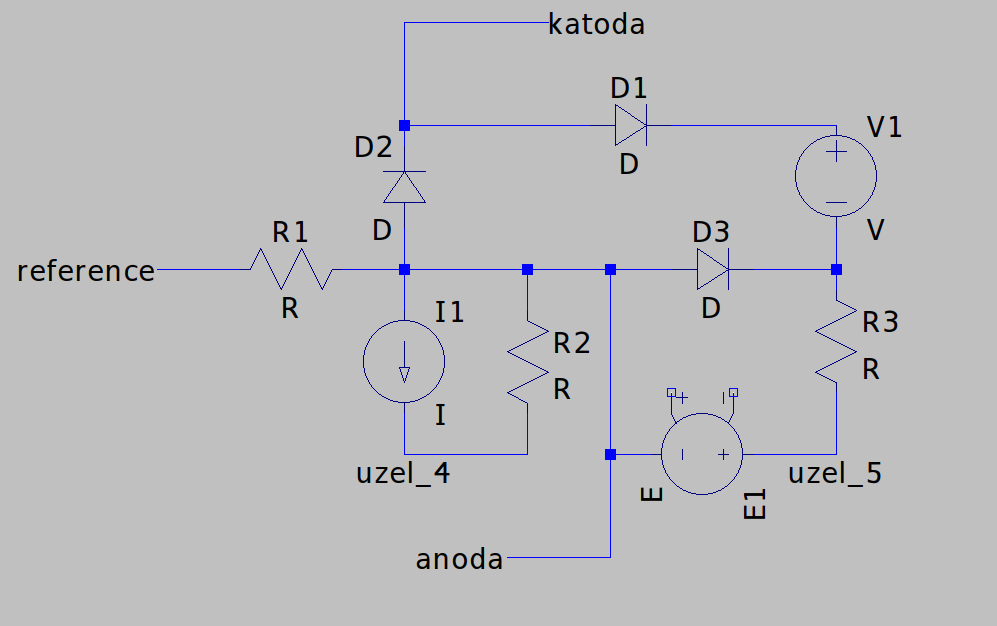 katoda
D1
D
V1
V
D2
D
R1
R
reference
D3
D
I1
I
R2
R
R3
R
uzel_4
E
E1
uzel_5
anoda